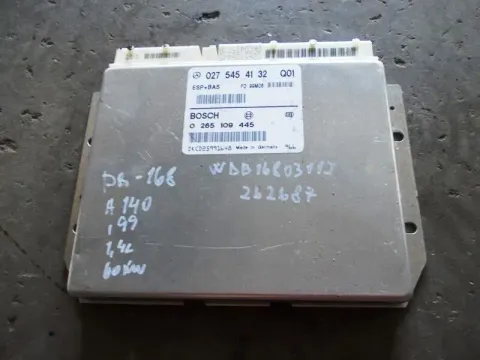 027 545 41 32 Q01
ESP+BAS
BOSCH
0 265 109 445
Made in Germany
168
A 140
99
1,4L
60kw
WDB1680311J
262687